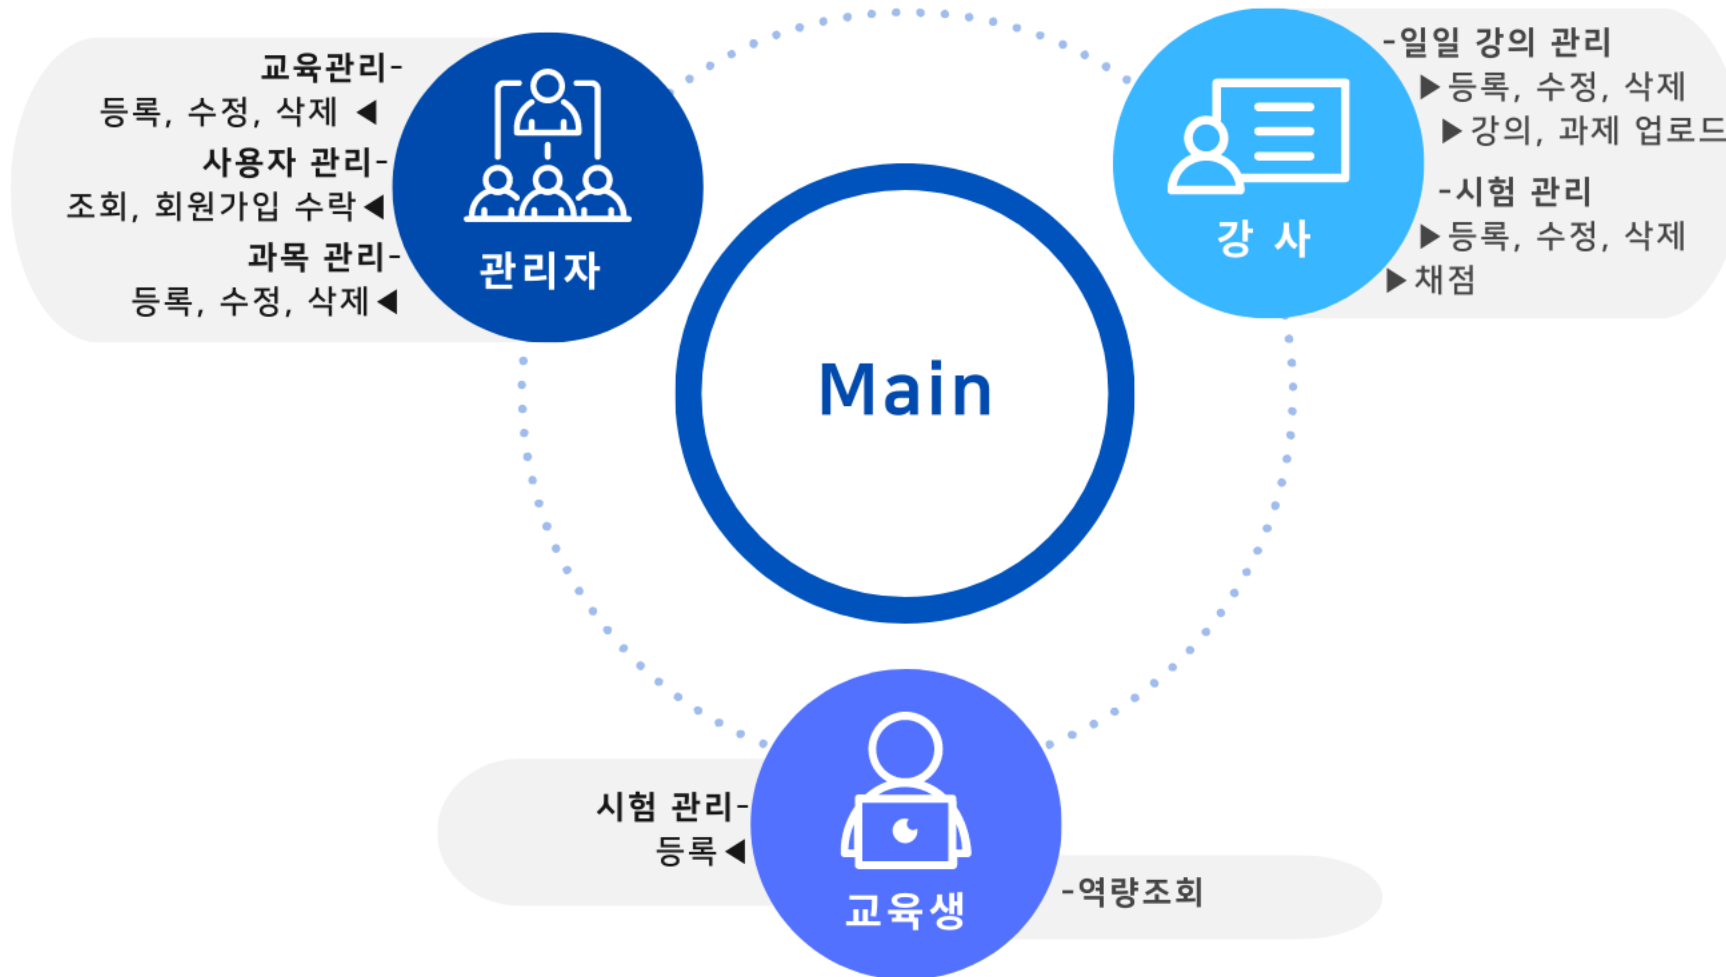 교육관리-
등록, 수정, 삭제 ◀
사용자 관리-
조회, 회원가입 수락◀
과목 관리-
등록, 수정, 삭제◀
관리자
-일일 강의 관리
▶등록, 수정, 삭제
▶강의, 과제 업로드
-시험 관리
▶등록, 수정, 삭제
▶채점
강 사
Main
시험 관리-
등록◀
교육생
-역량조회